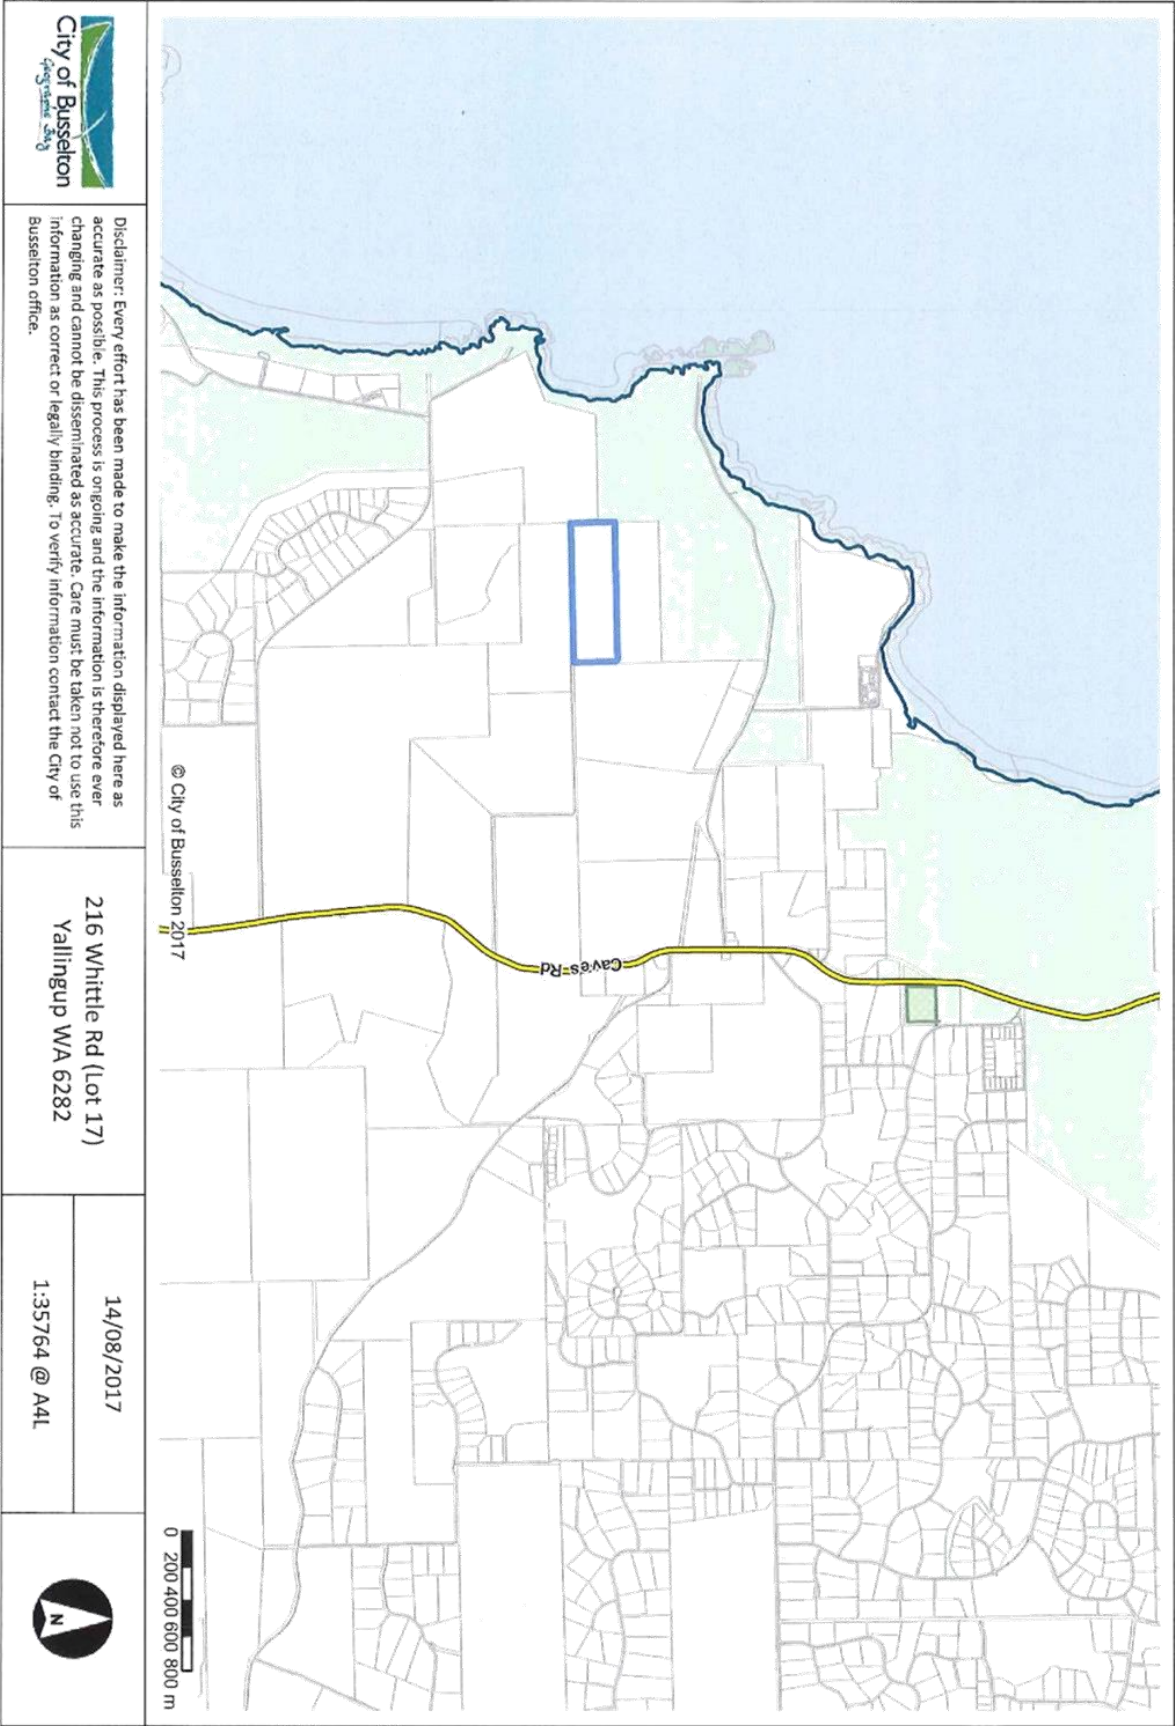 Caves Rd
© City of Busselton 2017
0 200 400 600 800 m
City of Busselton
Geographe Bay
Disclaimer: Every effort has been made to make the information displayed here as
accurate as possible. This process is ongoing and the information is therefore ever
changing and cannot be disseminated as accurate. Care must be taken not to use this
information as correct or legally binding. To verify information contact the City of
Busselton office.
216 Whittle Rd (Lot 17)
Yallingup WA 6282
14/08/2017
1:35764 @ A4L
N